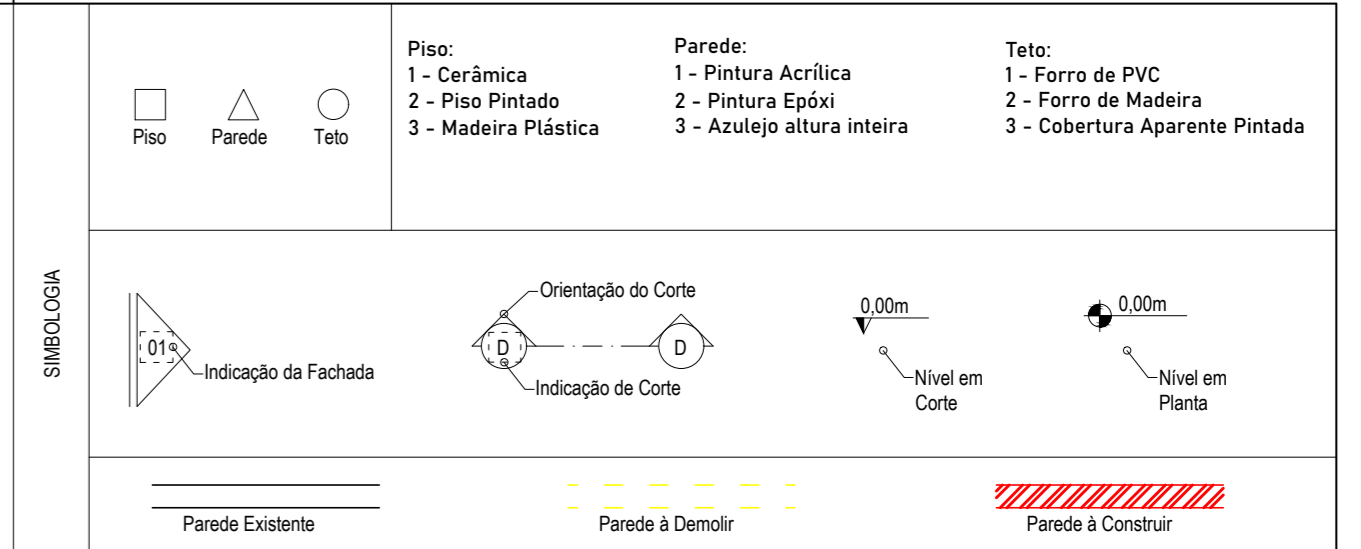 SIMBOLOGIA
Piso
Parede
Teto
Piso:
1 - Cerâmica
2 - Piso Pintado
3 - Madeira Plástica
Parede:
1 - Pintura Acrílica
2 - Pintura Epóxi
3 - Azulejo altura inteira
Teto:
1 - Forro de PVC
2 - Forro de Madeira
3 - Cobertura Aparente Pintada
01
Indicação da Fachada
Orientação do Corte
D
D
Indicação de Corte
0,00m
Nível em
Corte
0,00m
Nível em
Planta
Parede Existente
Parede à Demolir
Parede à Construir